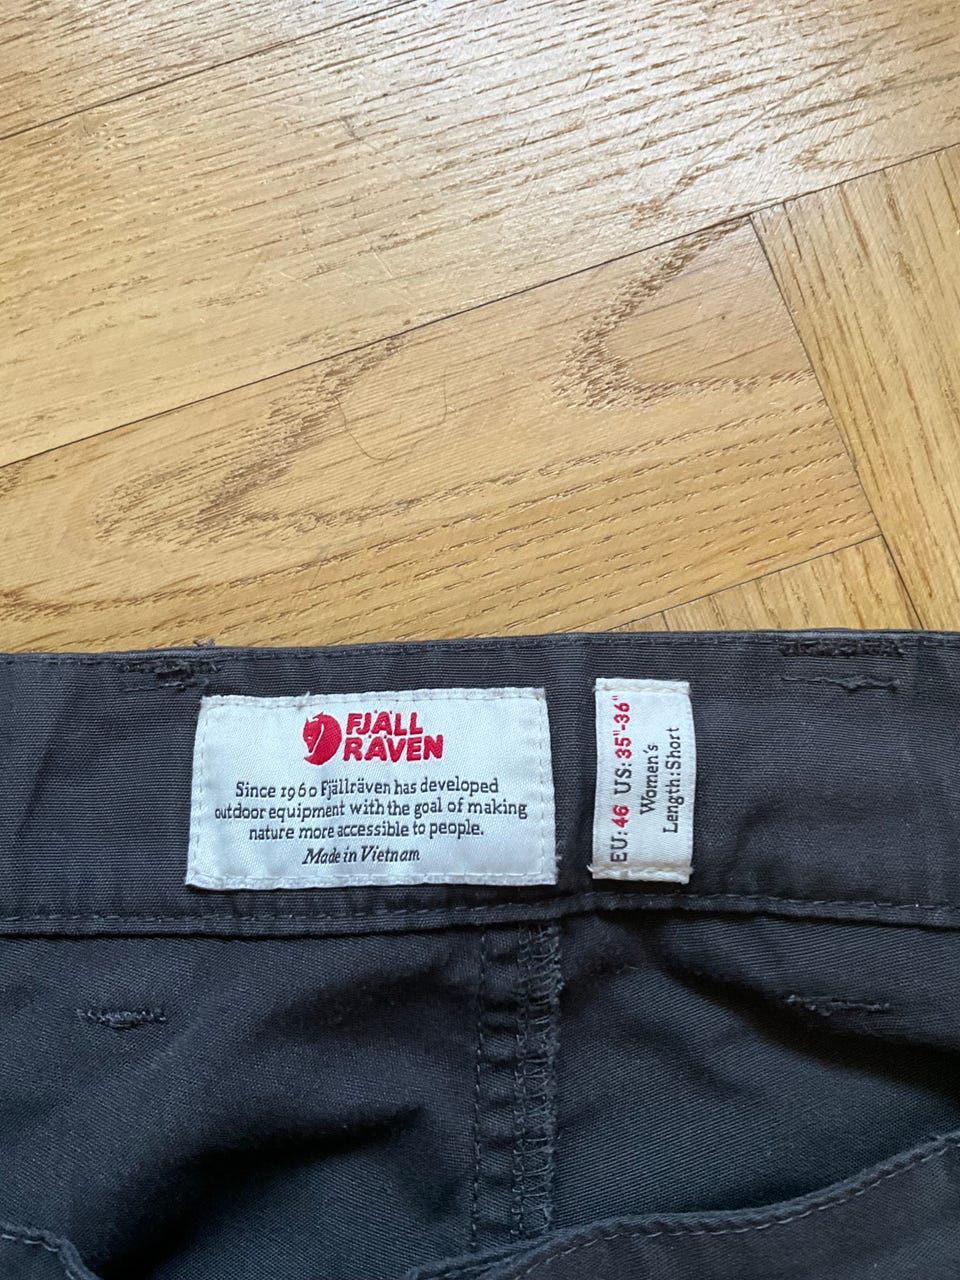 FJÄLL
RÄVEN
Since 1960 Fjällräven has developed
outdoor equipment with the goal of making
nature more accessible to people.
Made in Vietnam
EU: 46 US: 35"-36"
Women's
Length: Short